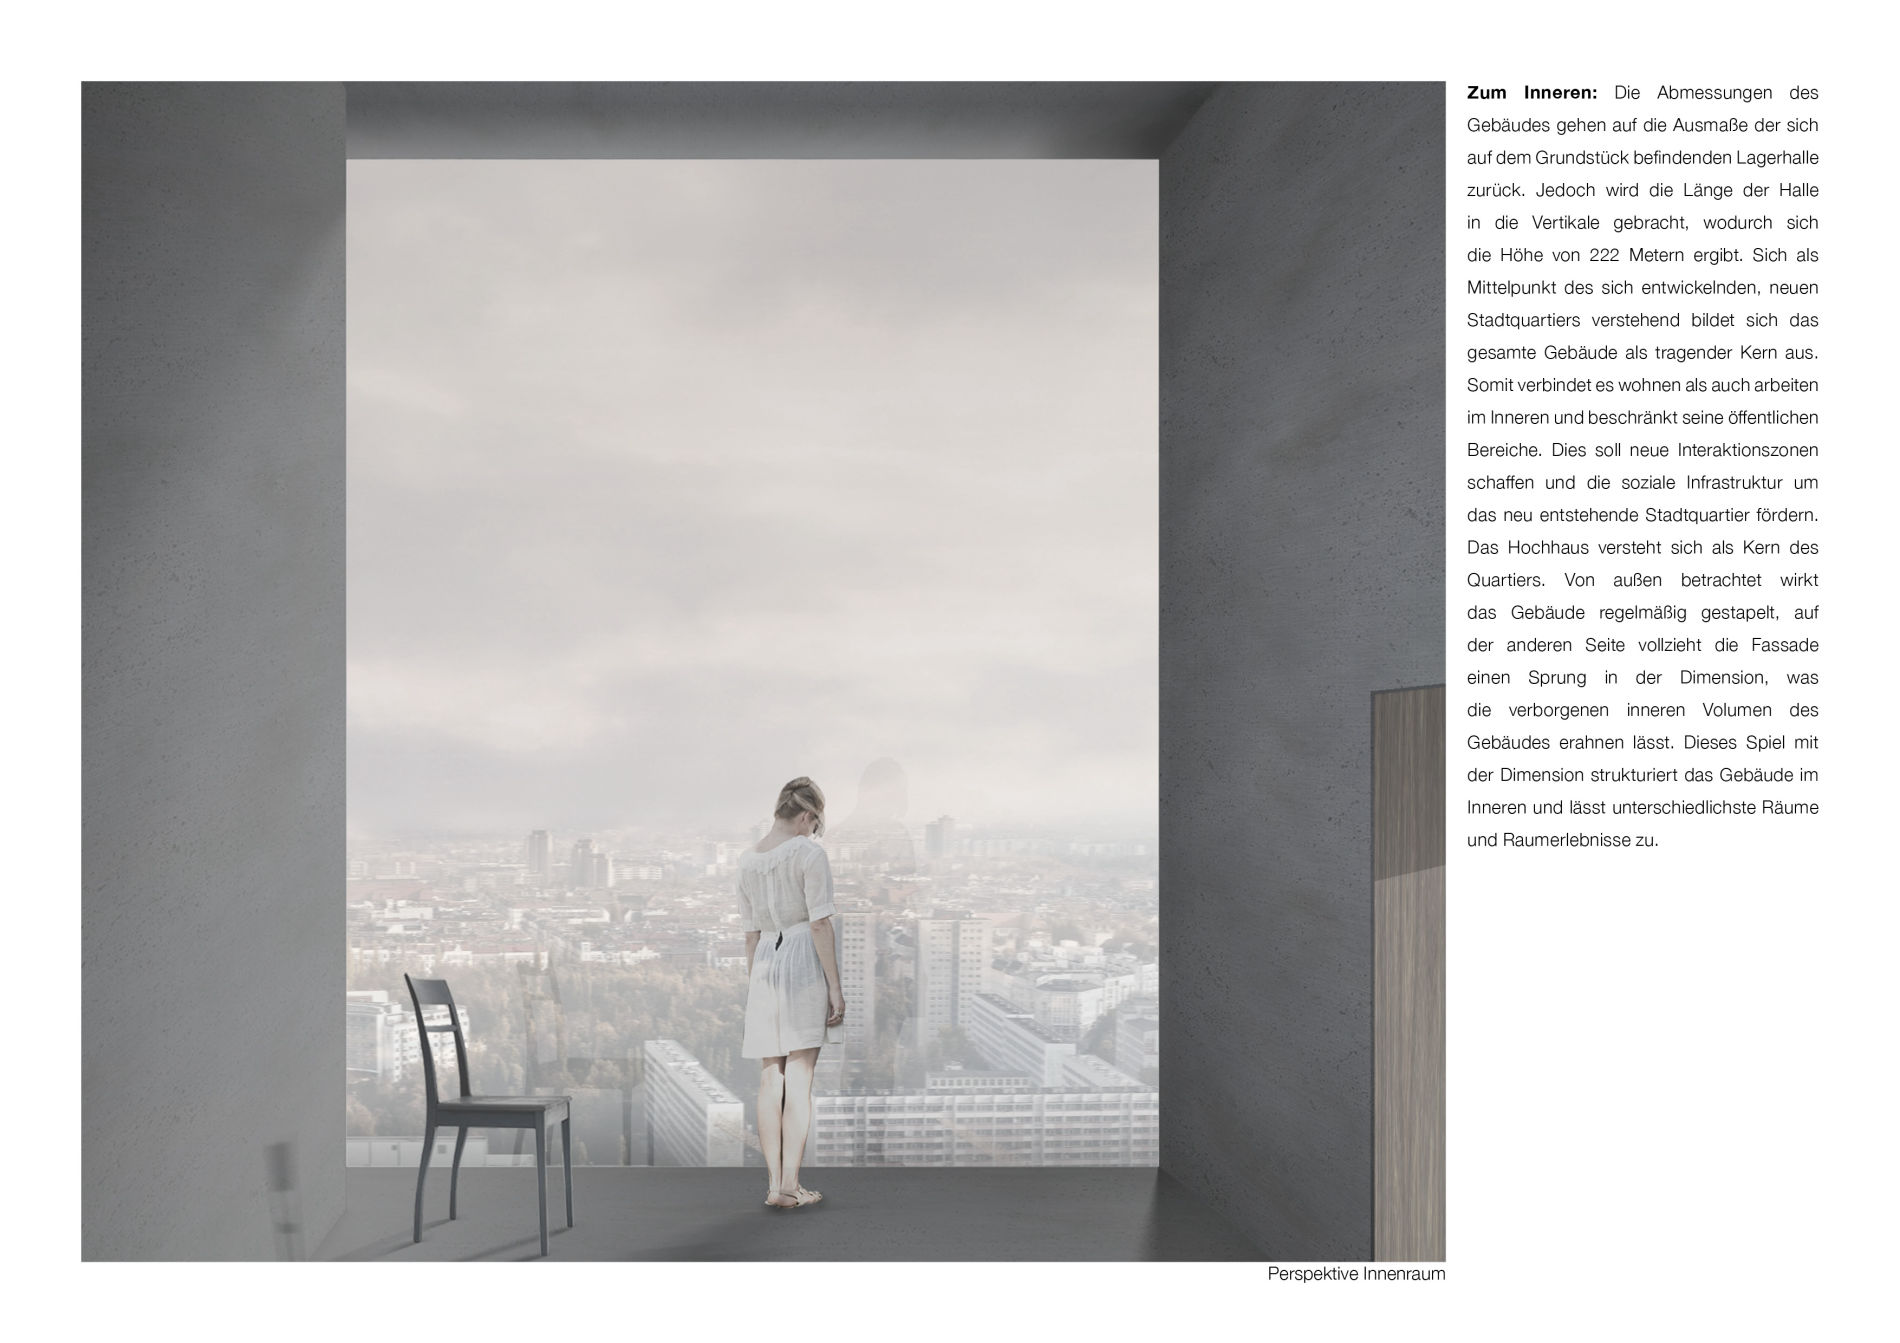 Zum Inneren: Die Abmessungen des
Gebäudes gehen auf die Ausmaße der sich
auf dem Grundstück befindenden Lagerhalle
zurück. Jedoch wird die Länge der Halle
in die Vertikale gebracht, wodurch sich
die Höhe von 222 Metern ergibt. Sich als
Mittelpunkt des sich entwickelnden, neuen
Stadtquartiers verstehend bildet sich das
gesamte Gebäude als tragender Kern aus.
Somit verbindet es wohnen als auch arbeiten
im Inneren und beschränkt seine öffentlichen
Bereiche. Dies soll neue Interaktionszonen
schaffen und die soziale Infrastruktur um
das neu entstehende Stadtquartier fördern.
Das Hochhaus versteht sich als Kern des
Quartiers. Von außen betrachtet wirkt
das Gebäude regelmäßig gestapelt, auf
der anderen Seite vollzieht die Fassade
einen Sprung in der Dimension, was
die verborgenen inneren Volumen des
Gebäudes erahnen lässt. Dieses Spiel mit
der Dimension strukturiert das Gebäude im
Inneren und lässt unterschiedlichste Räume
und Raumerlebnisse zu.
Perspektive Innenraum